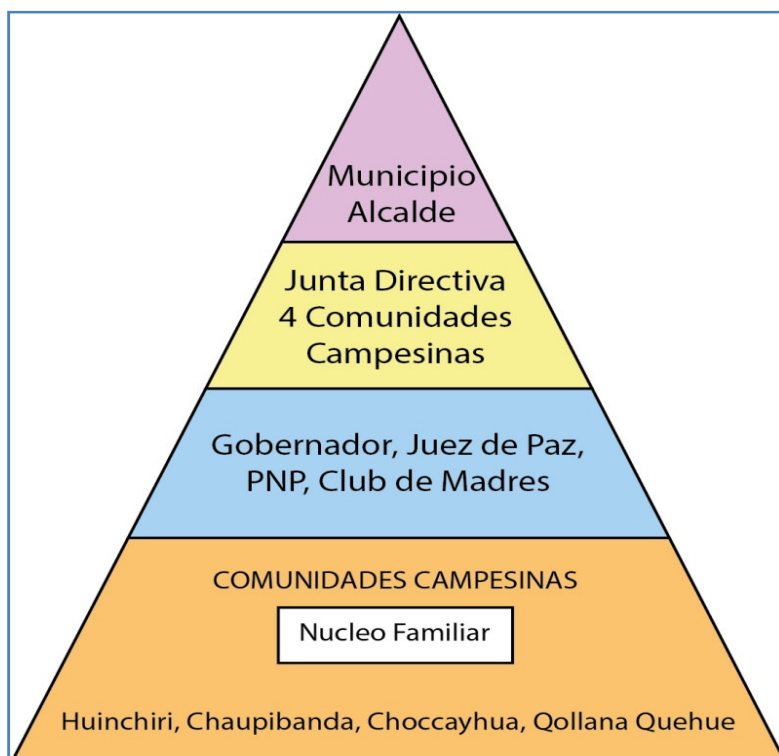 Municipio
Alcalde
Junta Directiva
4 Comunidades
Campesinas
Gobernador, Juez de Paz,
PNP, Club de Madres
COMUNIDADES CAMPESINAS
Nucleo Familiar
Huinchiri, Chaupibanda, Choccayhua, Qollana Quehue